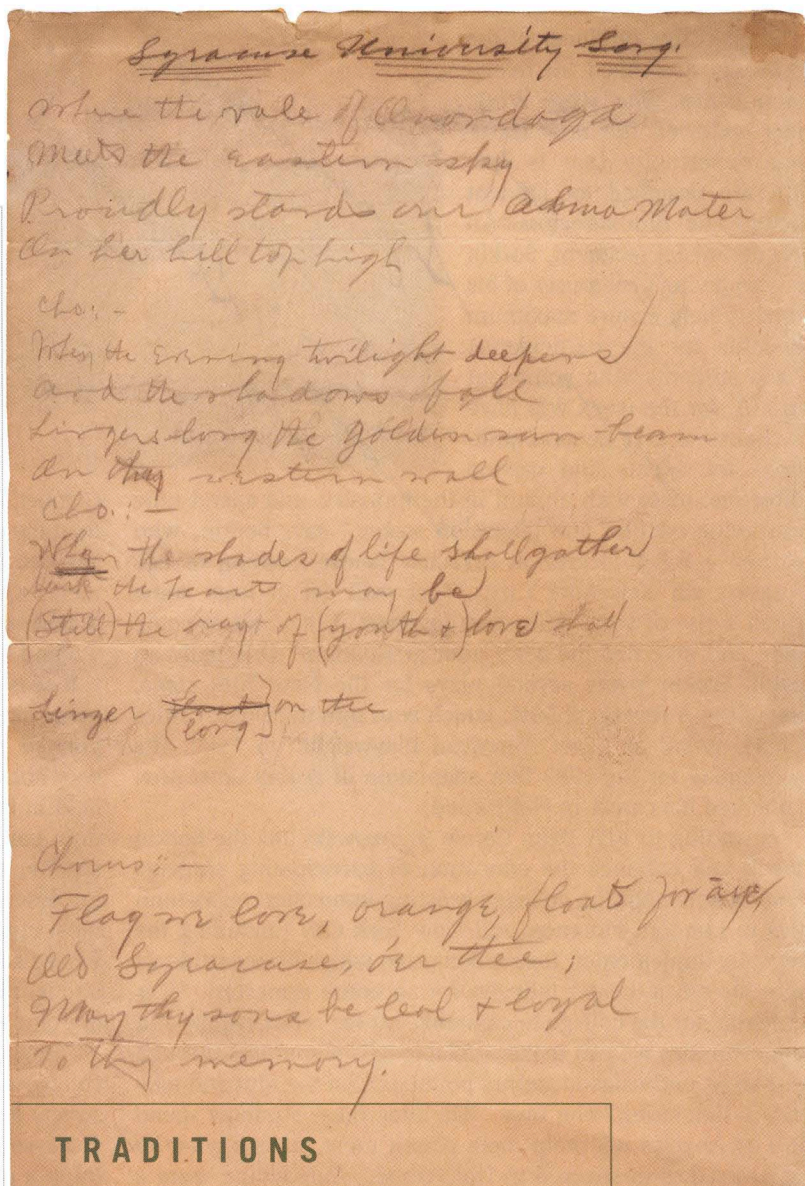 Syracuse University Song.
Where the vale of Onondaga
Meets the eastern sky
Proudly stands our Alma Mater
On her hill top high
Cho:-
When the evening twilight deepens
And the shadows fall
Lingers long the golden sun beam
On thy western wall
Cho.:-
When the shades of life shall gather
Dark the heart may be
(Still) the rays of (youth +) love shall
Linger (long) on thee
Chorus:-
Flag we love, orange, float for aye,
Old Syracuse, o'er thee;
May thy sons be leal + loyal
To thy memory.
TRADITIONS